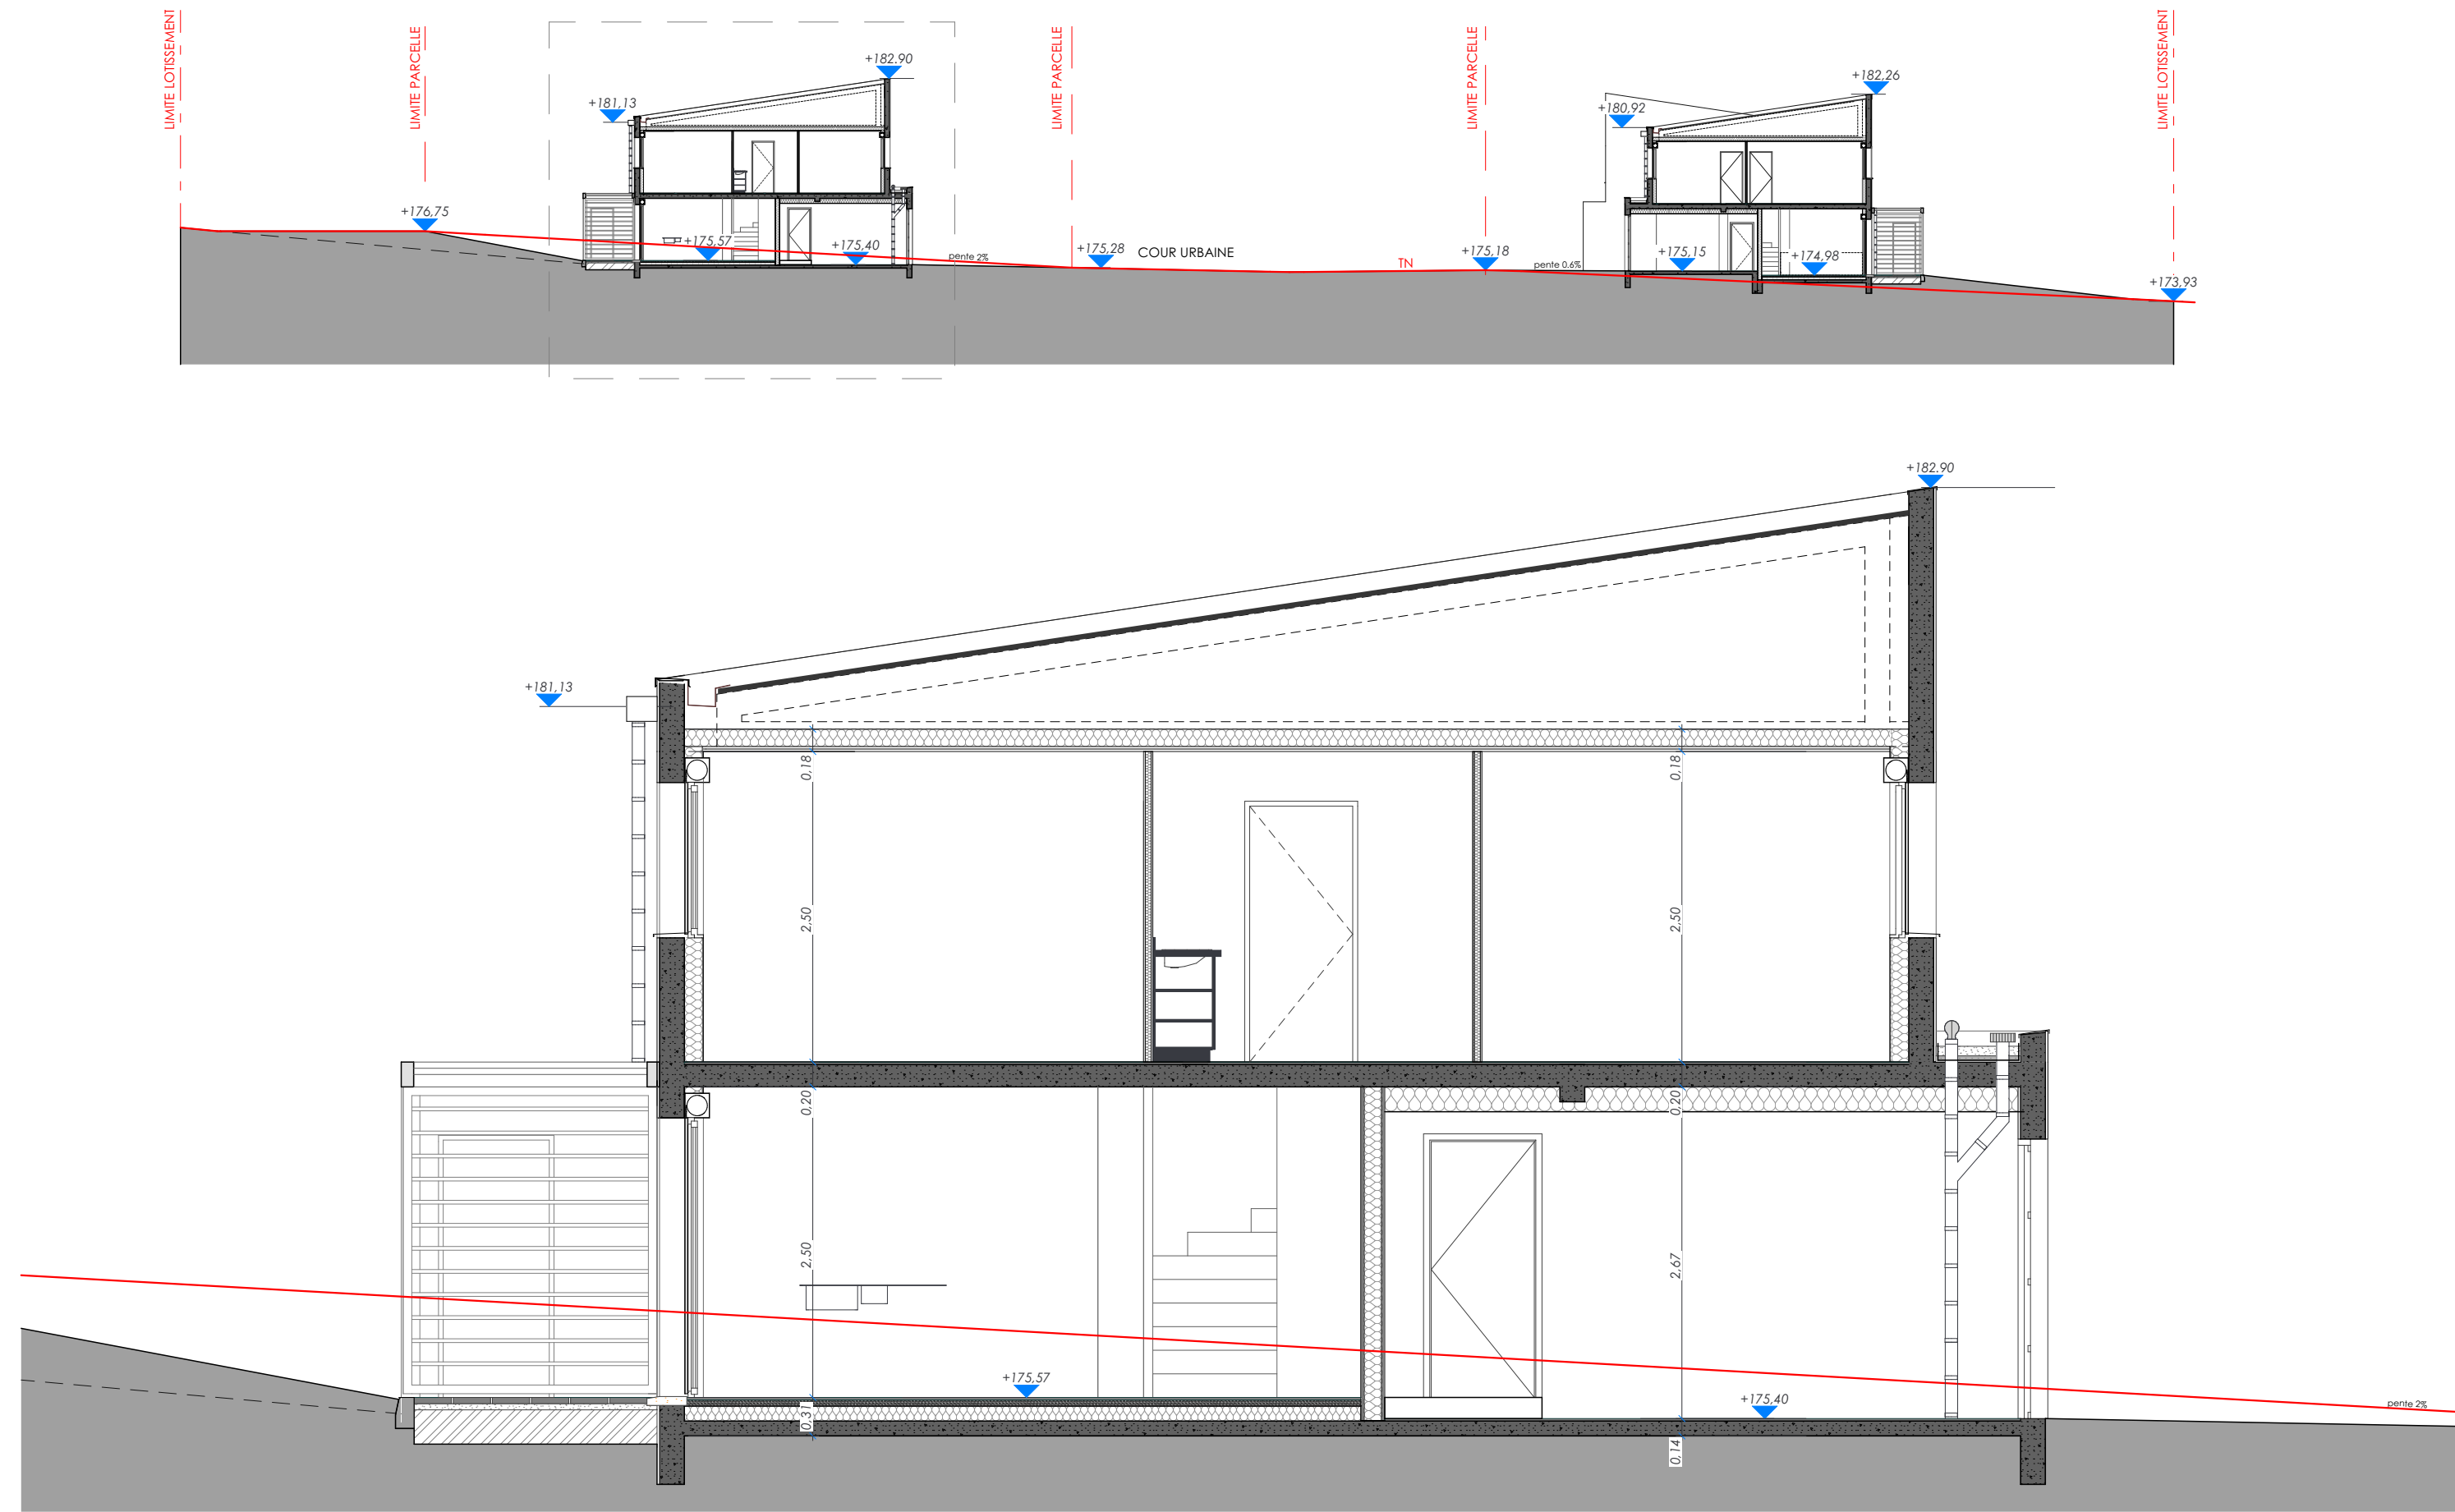 LIMITE LOTISSEMENT
LIMITE PARCELLE
LIMITE PARCELLE
LIMITE PARCELLE
LIMITE LOTISSEMENT
+182.90
+181,13
+182,26
+180,92
+176,75
+175,57
+175,40
pente 2%
+175,28
COUR URBAINE
TN
+175,18
pente 0.6%
+175,15
+174,98
+173,93
+182.90
+181,13
0,18
0,18
2,50
2,50
0,20
0,20
2,50
2,67
+175,57
+175,40
pente 2%
0,31
0,14